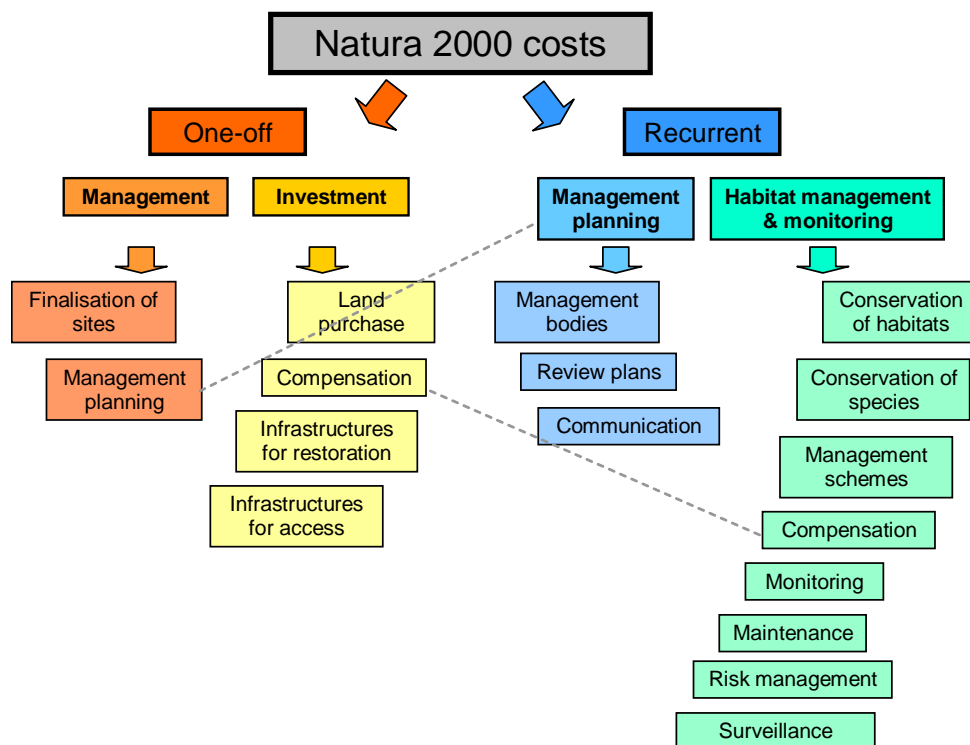 Natura 2000 costs
One-off
Recurrent
Management
Investment
Management
planning
Habitat management
& monitoring
Finalisation of
sites
Management
planning
Land
purchase
Compensation
Infrastructures
for restoration
Infrastructures
for access
Management
bodies
Review plans
Communication
Conservation
of habitats
Conservation of
species
Management
schemes
Compensation
Monitoring
Maintenance
Risk management
Surveillance